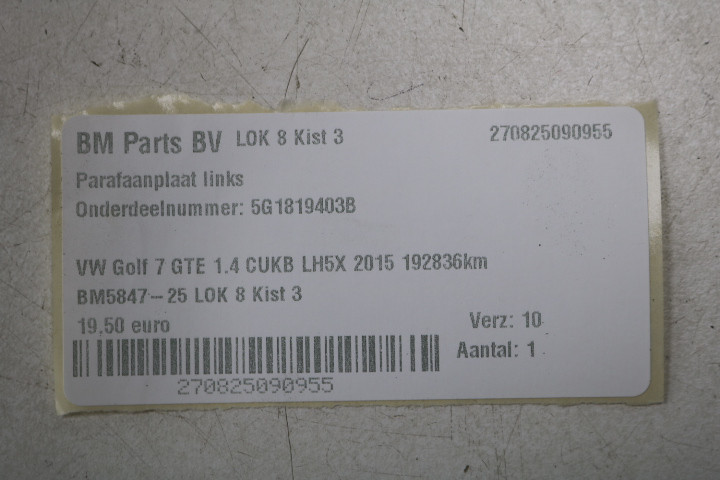 BM Parts BV LOK 8 Kist 3 270825090955
Parafaanplaat links
Onderdeelnummer: 5G1819403B
VW Golf 7 GTE 1.4 CUKB LH5X 2015 192836km
BM5847-25 LOK 8 Kist 3
19,50 euro Verz: 10
Aantal: 1
270825090955